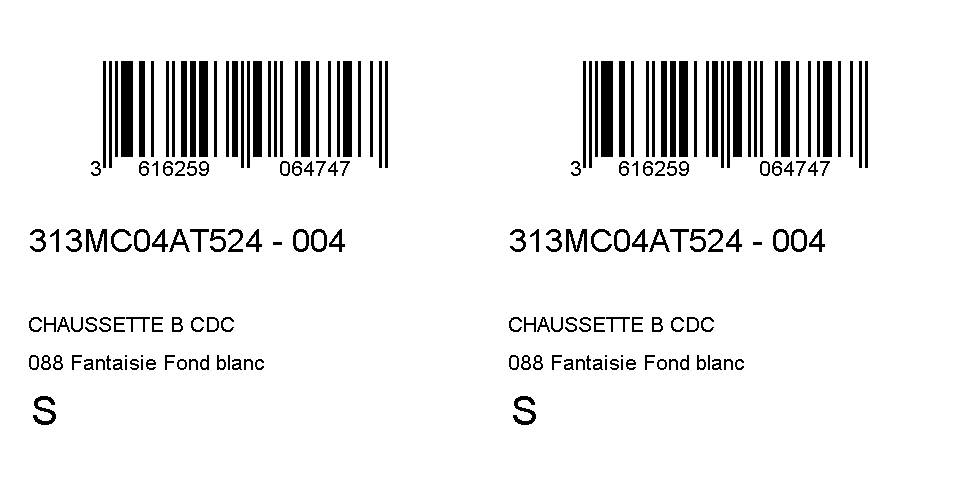 3 616259 064747
313MC04AT524 - 004
CHAUSSETTE B CDC
088 Fantaisie Fond blanc
S
3 616259 064747
313MC04AT524 - 004
CHAUSSETTE B CDC
088 Fantaisie Fond blanc
S